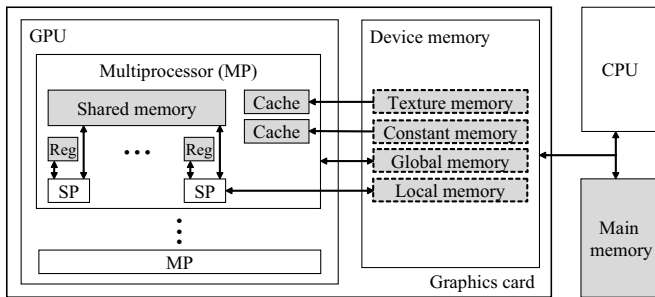 GPU
Device memory
CPU
Multiprocessor (MP)
Shared memory
Cache
Texture memory
Cache
Constant memory
Reg
•••
Reg
Global memory
SP
SP
Local memory
MP
Graphics card
Main
memory